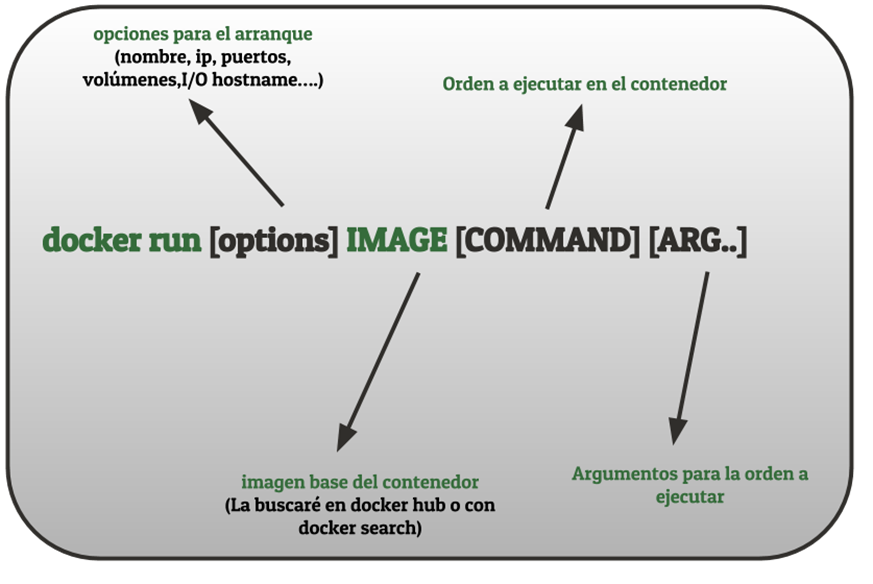 opciones para el arranque
(nombre, ip, puertos,
volúmenes,I/O hostname....)
Orden a ejecutar en el contenedor
docker run [options] IMAGE [COMMAND] [ARG..]
imagen base del contenedor
(La buscaré en docker hub o con
docker search)
Argumentos para la orden a
ejecutar